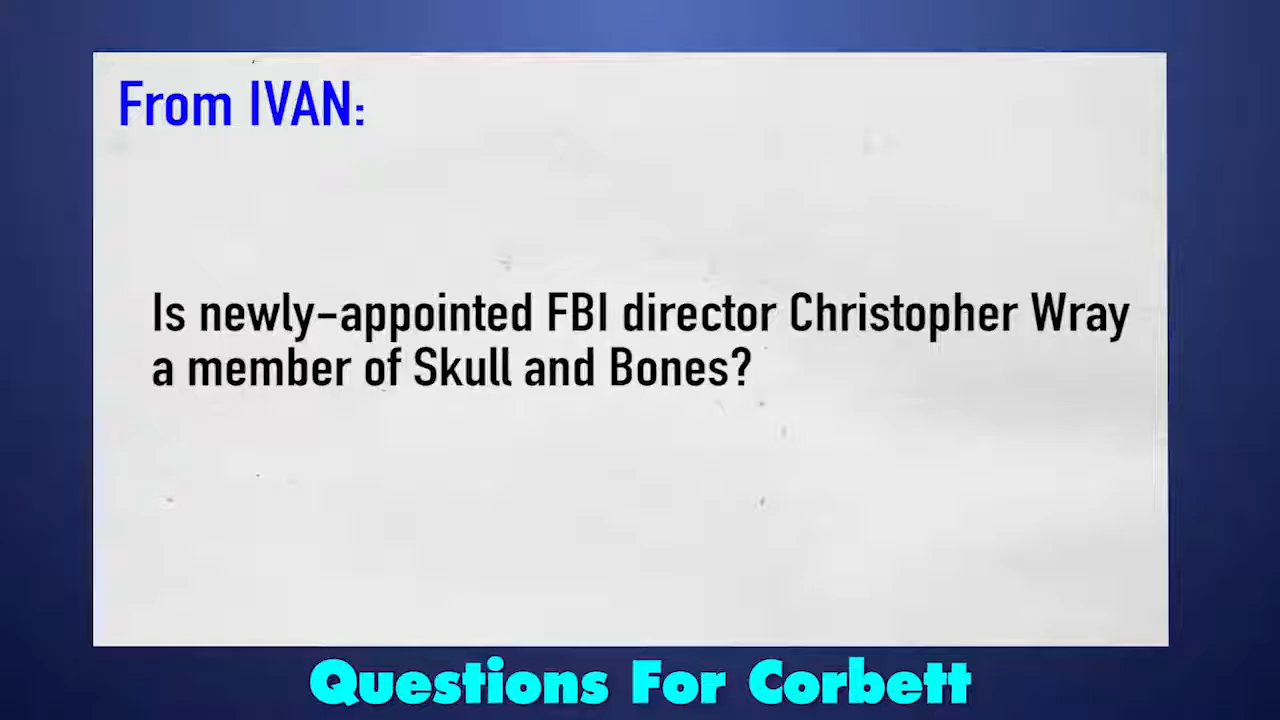 From IVAN:
Is newly-appointed FBI director Christopher Wray
a member of Skull and Bones?
Questions For Corbett